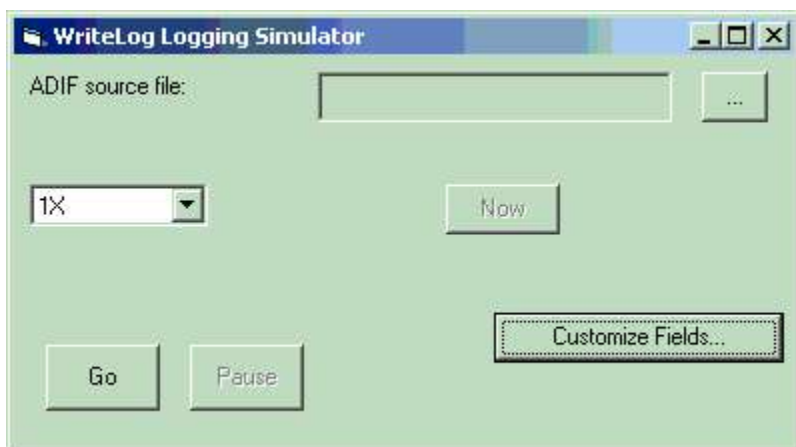 WriteLog Logging Simulator
ADIF source file:
...
1X
Now
Customize Fields...
Go
Pause